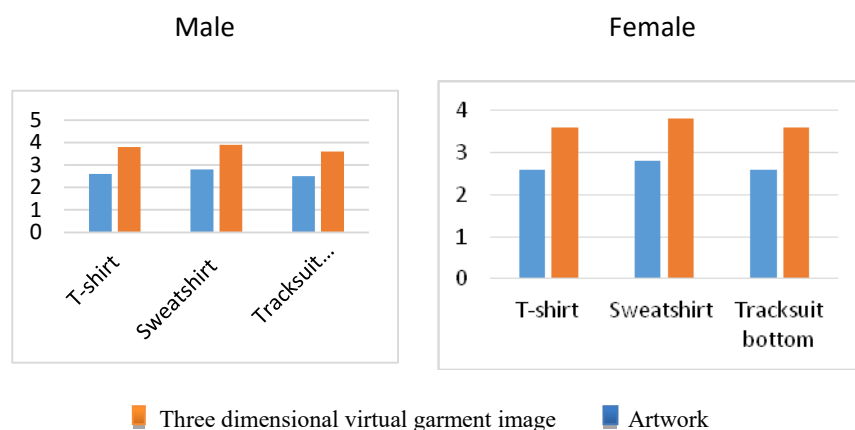 Male
Female
5
4
3
2
1
0
T-shirt
Sweatshirt
Tracksuit...
4
3
2
1
0
T-shirt
Sweatshirt
Tracksuit
bottom
Three dimensional virtual garment image
Artwork